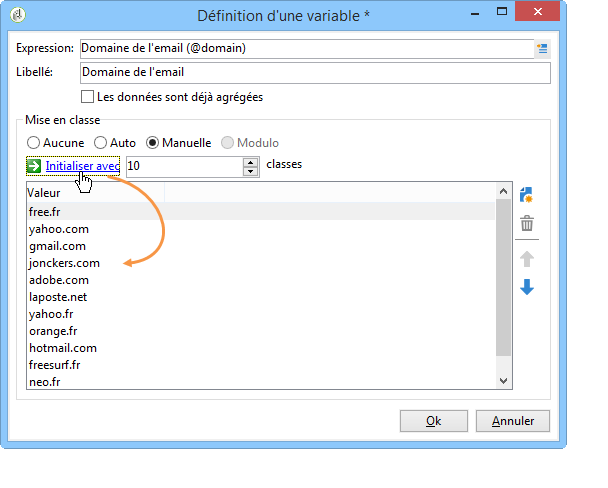 Définition d'une variable *
Expression: Domaine de l'email (@domain)
Libellé: Domaine de l'email
Les données sont déjà agrégées
Mise en classe
Aucune Auto Manuelle Modulo
Initialiser avec 10 classes
Valeur
free.fr
yahoo.com
gmail.com
jonckers.com
adobe.com
laposte.net
yahoo.fr
orange.fr
hotmail.com
freesurf.fr
neo.fr
Ok Annuler